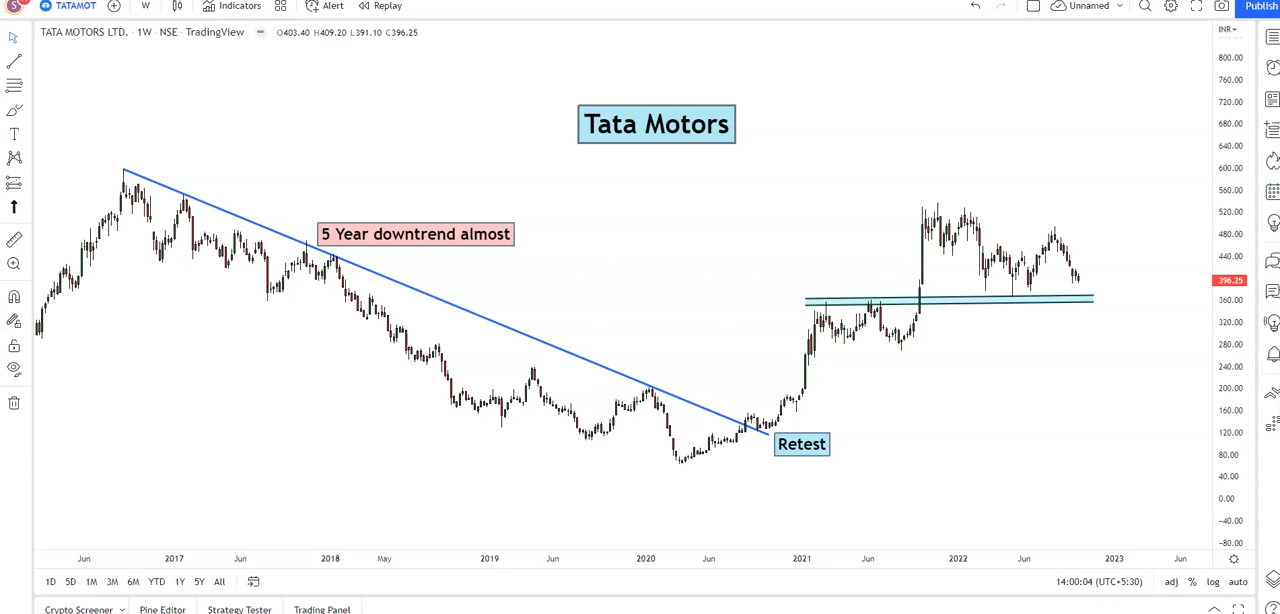 TATAMOT W Indicators Alert Replay Unnamed Publish
TATA MOTORS LTD. · 1W · NSE · TradingView O403.40 H409.20 L391.10 C396.25
INR
800.00
760.00
Tata Motors
720.00
680.00
640.00
600.00
560.00
5 Year downtrend almost
520.00
480.00
440.00
396.25
360.00
320.00
280.00
240.00
200.00
160.00
120.00
Retest
80.00
40.00
0.00
−40.00
−80.00
Jun 2017 Jun 2018 May 2019 Jun 2020 Jun 2021 Jun 2022 Jun 2023 Jun
1D 5D 1M 3M 6M YTD 1Y 5Y All 14:00:04 (UTC+5:30) adj % log auto
Crypto Screener Pine Editor Strategy Tester Trading Panel